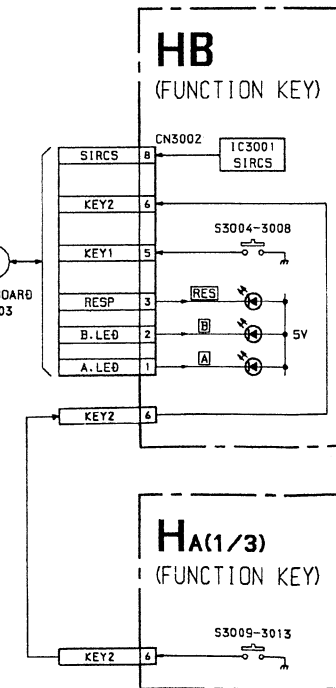 HB
(FUNCTION KEY)
CN3002
SIRCS 8
IC3001
SIRCS
KEY2 6
S3004-3008
KEY1 5
RESP 3 RES
B.LED 2 B
5V
A.LED 1 A
OARD
03
KEY2 6
HA(1/3)
(FUNCTION KEY)
S3009-3013
KEY2 6